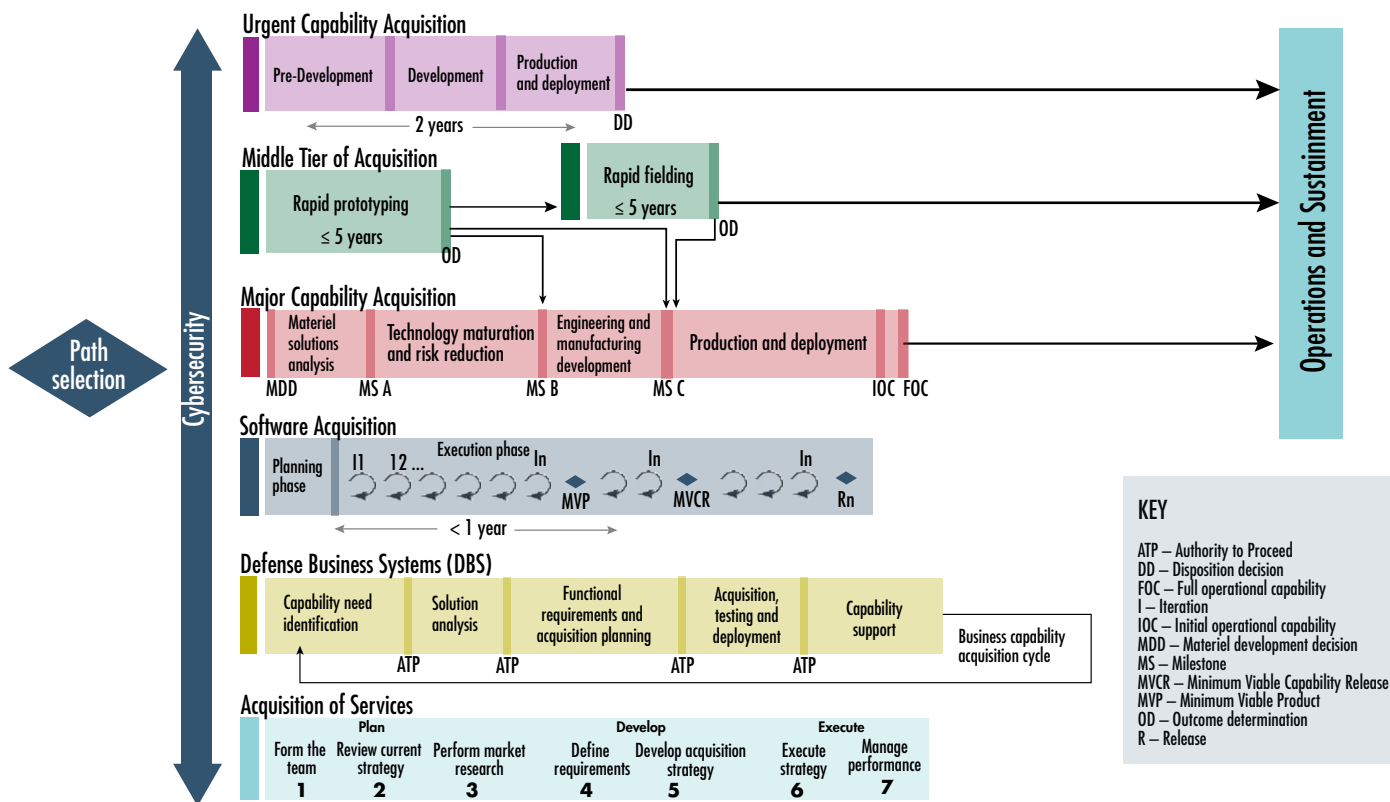 Path
selection
Cybersecurity
Urgent Capability Acquisition
Pre-Development
Development
Production
and deployment
2 years
DD
Middle Tier of Acquisition
Rapid prototyping
≤ 5 years
OD
Rapid fielding
≤ 5 years
OD
Major Capability Acquisition
Materiel
solutions
analysis
Technology maturation
and risk reduction
Engineering and
manufacturing
development
Production and deployment
MDD
MS A
MS B
MS C
IOC
FOC
Software Acquisition
Planning
phase
Execution phase
I1
12 ...
In
In
In
MVP
MVCR
Rn
< 1 year
Defense Business Systems (DBS)
Capability need
identification
Solution
analysis
Functional
requirements and
acquisition planning
Acquisition,
testing and
deployment
Capability
support
ATP
ATP
ATP
ATP
Business capability
acquisition cycle
Acquisition of Services
Plan
Develop
Execute
Form the
team
1
Review current
strategy
2
Perform market
research
3
Define
requirements
4
Develop acquisition
strategy
5
Execute
strategy
6
Manage
performance
7
Operations and Sustainment
KEY
ATP – Authority to Proceed
DD – Disposition decision
FOC – Full operational capability
I – Iteration
IOC – Initial operational capability
MDD – Materiel development decision
MS – Milestone
MVCR – Minimum Viable Capability Release
MVP – Minimum Viable Product
OD – Outcome determination
R – Release